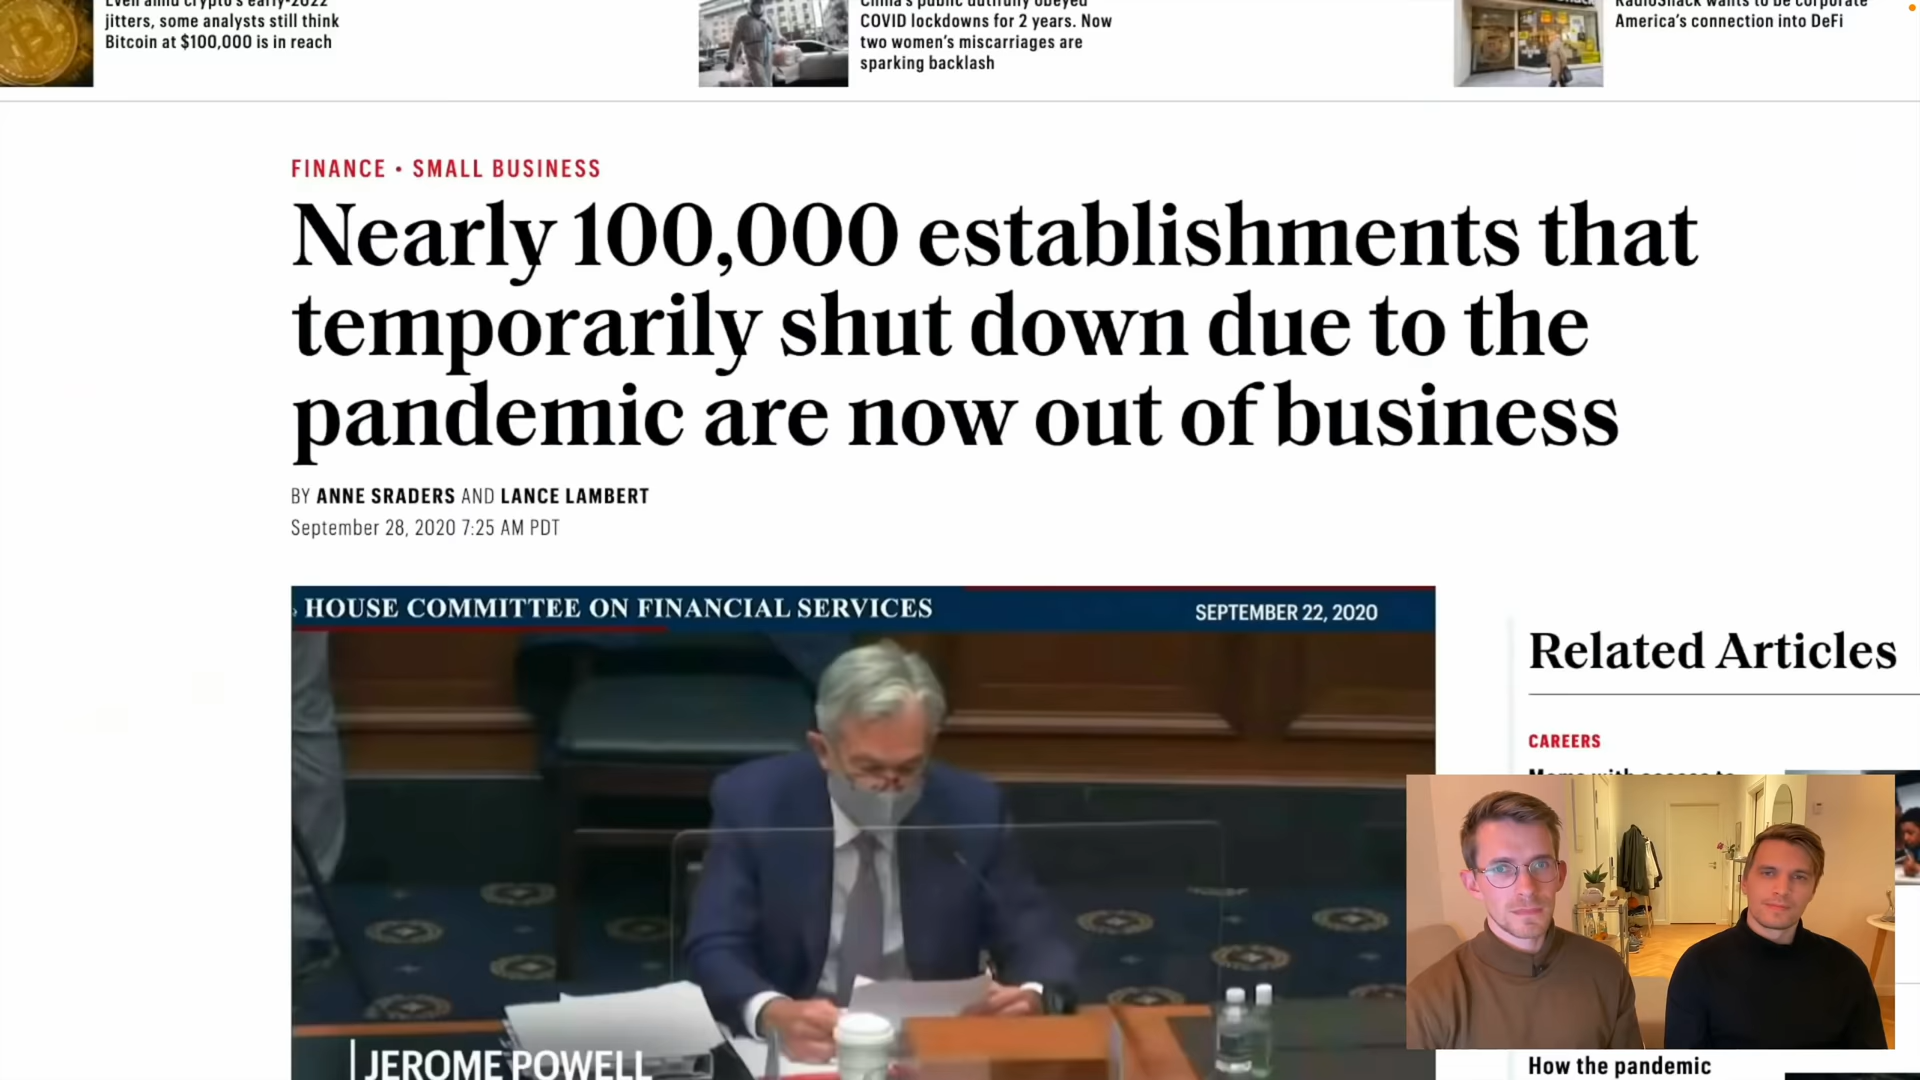 jitters, some analysts still think
Bitcoin at $100,000 is in reach
COVID lockdowns for 2 years. Now
two women's miscarriages are
sparking backlash
America's connection into DeFi
FINANCE • SMALL BUSINESS
Nearly 100,000 establishments that
temporarily shut down due to the
pandemic are now out of business
BY ANNE SRADERS AND LANCE LAMBERT
September 28, 2020 7:25 AM PDT
HOUSE COMMITTEE ON FINANCIAL SERVICES
SEPTEMBER 22, 2020
JEROME POWELL
Related Articles
CAREERS
How the pandemic